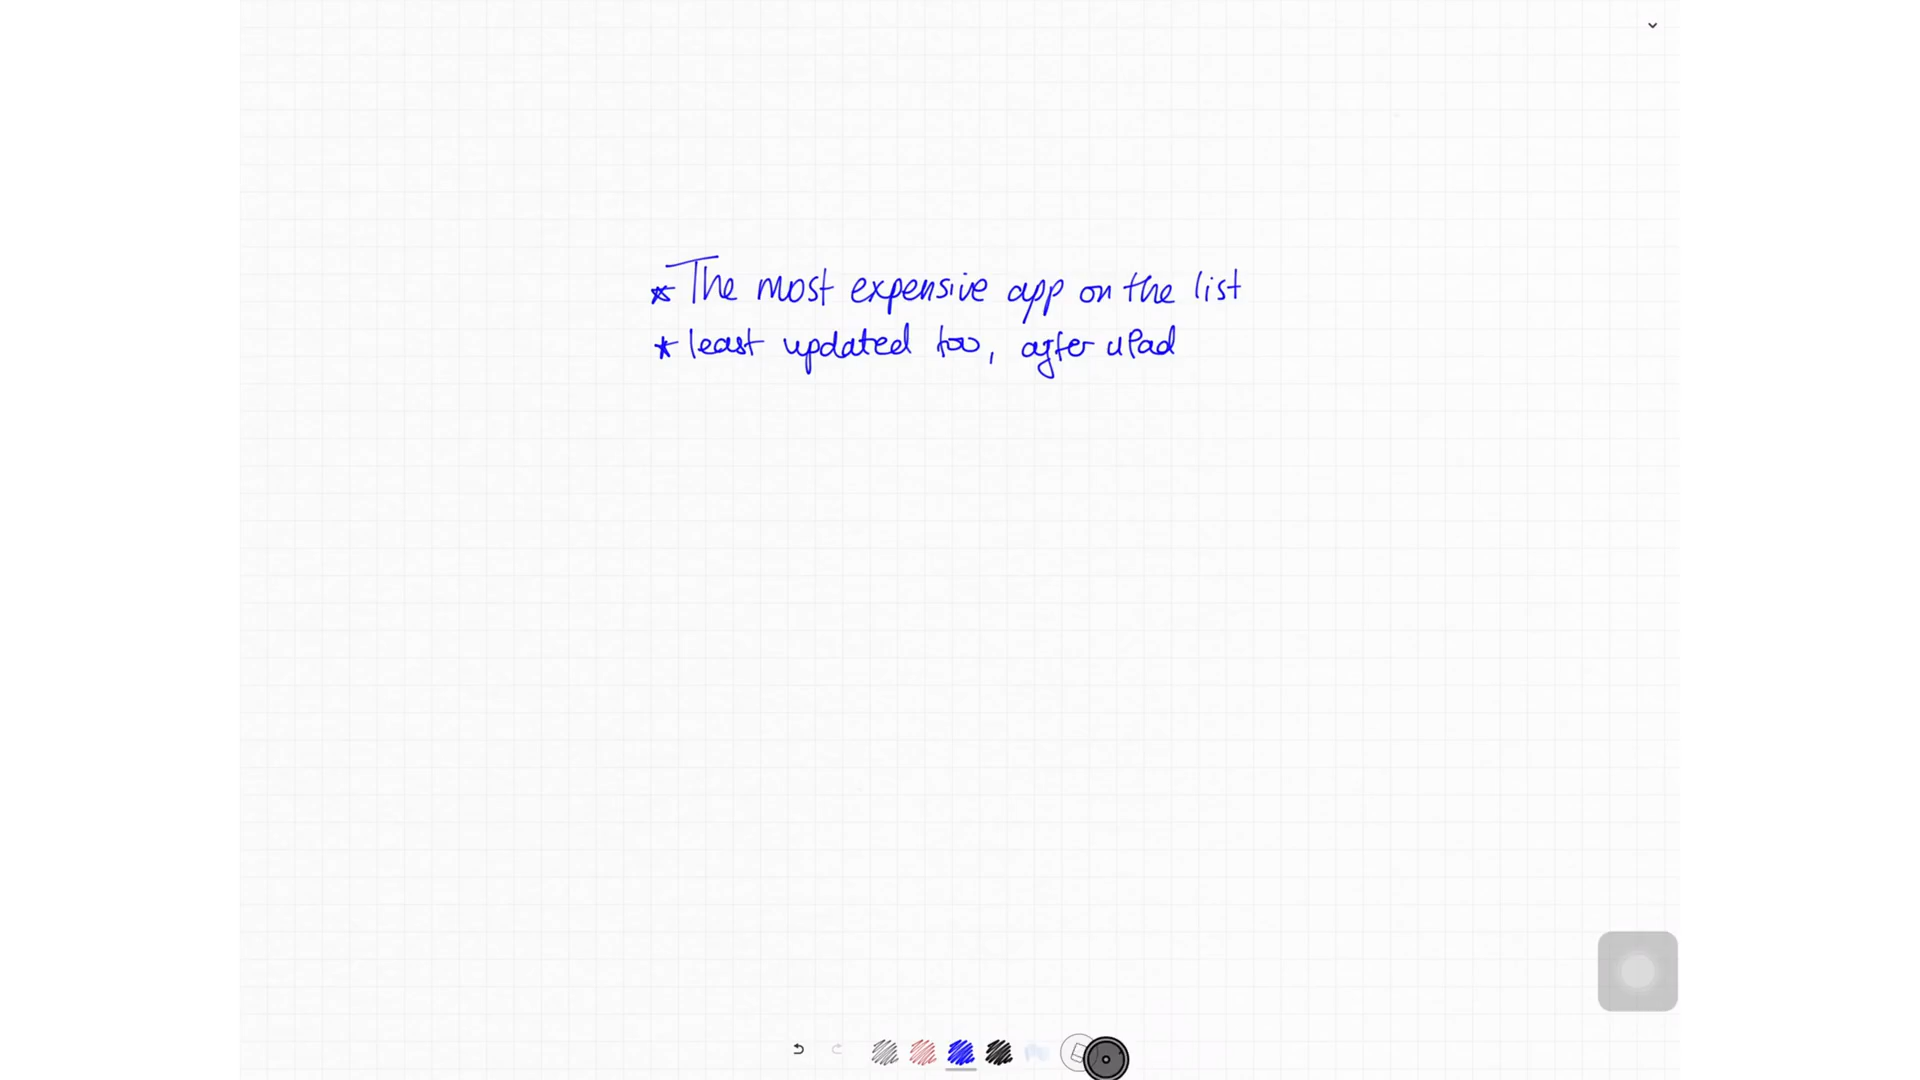 * The most expensive app on the list
* least updated too, after uPad